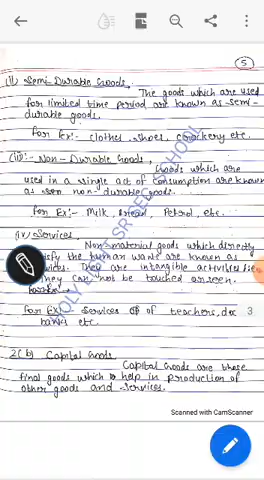 5
(ii) Semi Durable Goods,
The goods which are used
for limited time period are known as semi-
durable goods.
For Ex: clothes, shoes, crockery etc.
(iii):- Non-Durable Goods,
Goods which are
used in a single act of consumption are known
as non-durable goods.
For Ex:- Milk, bread, Petrol, etc.
(iv) Services
Non-material goods which directly
satisfy the human wants are known as
services. They are intangible activities
they can not be touched or seen.
For Ex Services of teachers, doc 3
banks etc.
2(b) Capital Goods
Capital Goods are those
final goods which help in production of
other goods and services.
HOLY SR SEC SCHOOL
Scanned with CamScanner